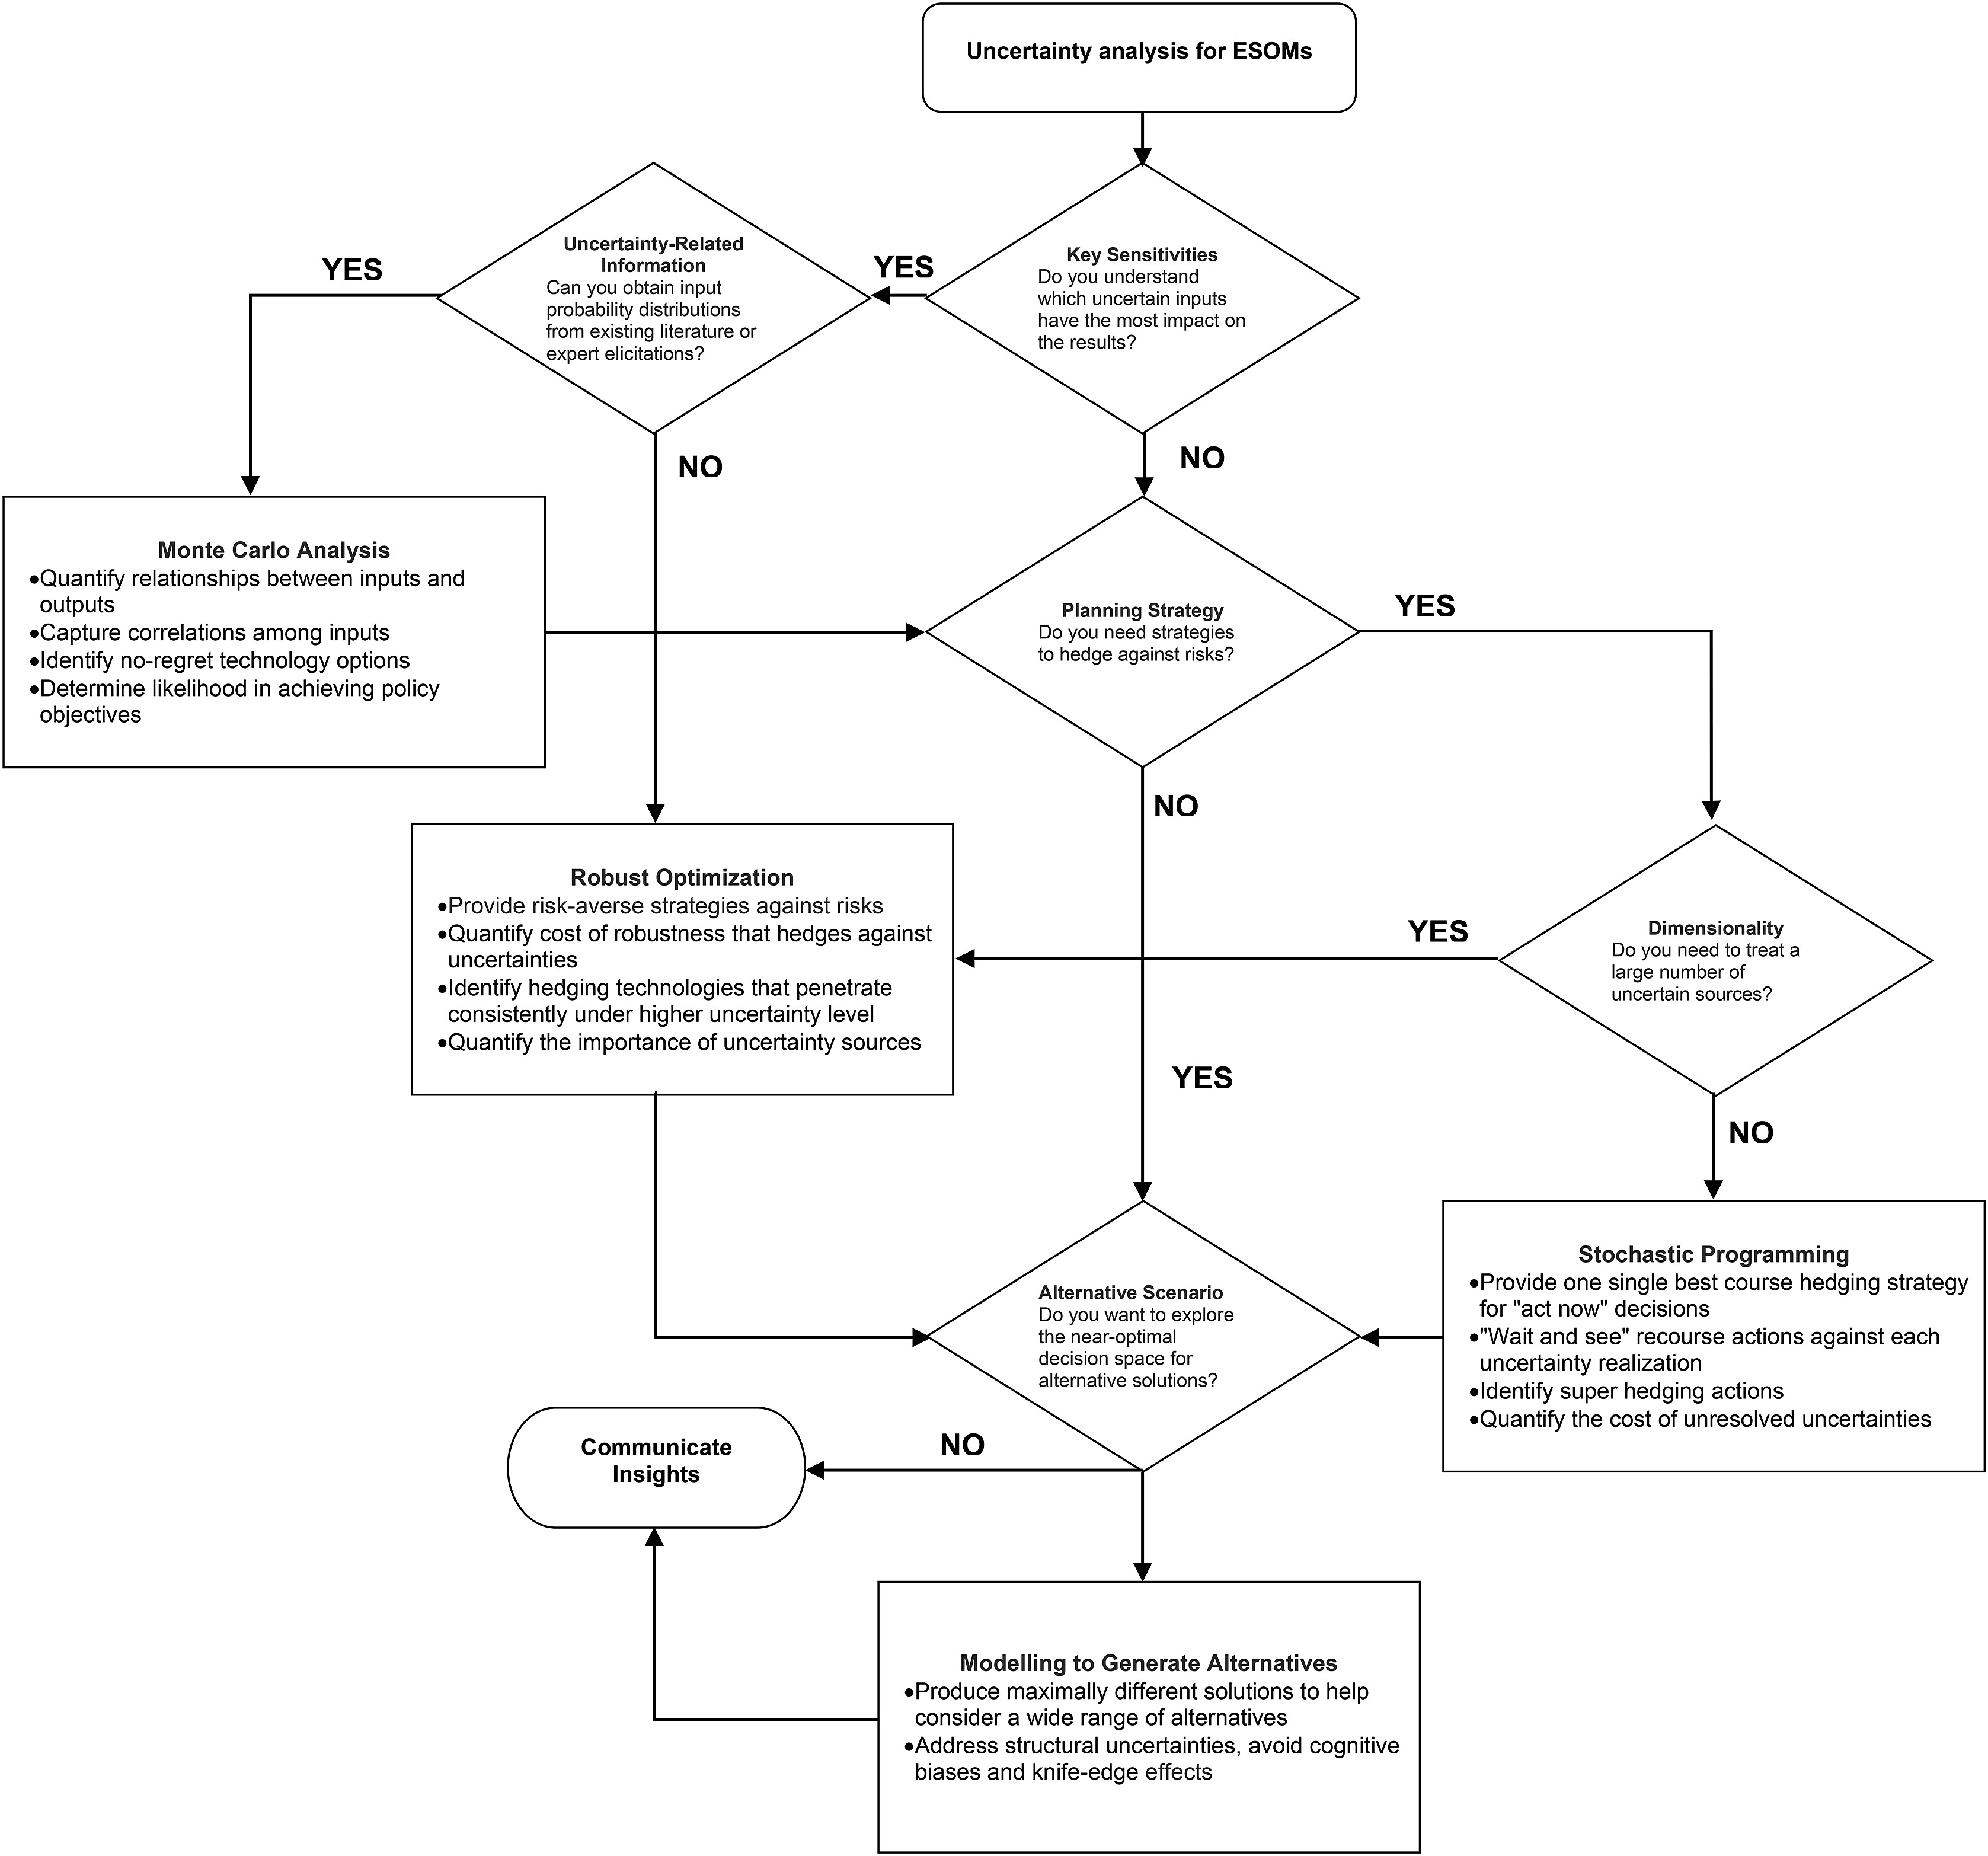 Uncertainty analysis for ESOMs
Uncertainty-Related
Information
Can you obtain input
probability distributions
from existing literature or
expert elicitations?
YES
YES
Key Sensitivities
Do you understand
which uncertain inputs
have the most impact on
the results?
NO
NO
Monte Carlo Analysis
•Quantify relationships between inputs and
outputs
•Capture correlations among inputs
•Identify no-regret technology options
•Determine likelihood in achieving policy
objectives
Planning Strategy
Do you need strategies
to hedge against risks?
YES
NO
Robust Optimization
•Provide risk-averse strategies against risks
•Quantify cost of robustness that hedges against
uncertainties
•Identify hedging technologies that penetrate
consistently under higher uncertainty level
•Quantify the importance of uncertainty sources
YES
Dimensionality
Do you need to treat a
large number of
uncertain sources?
YES
NO
Alternative Scenario
Do you want to explore
the near-optimal
decision space for
alternative solutions?
Stochastic Programming
•Provide one single best course hedging strategy
for "act now" decisions
•"Wait and see" recourse actions against each
uncertainty realization
•Identify super hedging actions
•Quantify the cost of unresolved uncertainties
Communicate
Insights
NO
Modelling to Generate Alternatives
•Produce maximally different solutions to help
consider a wide range of alternatives
•Address structural uncertainties, avoid cognitive
biases and knife-edge effects